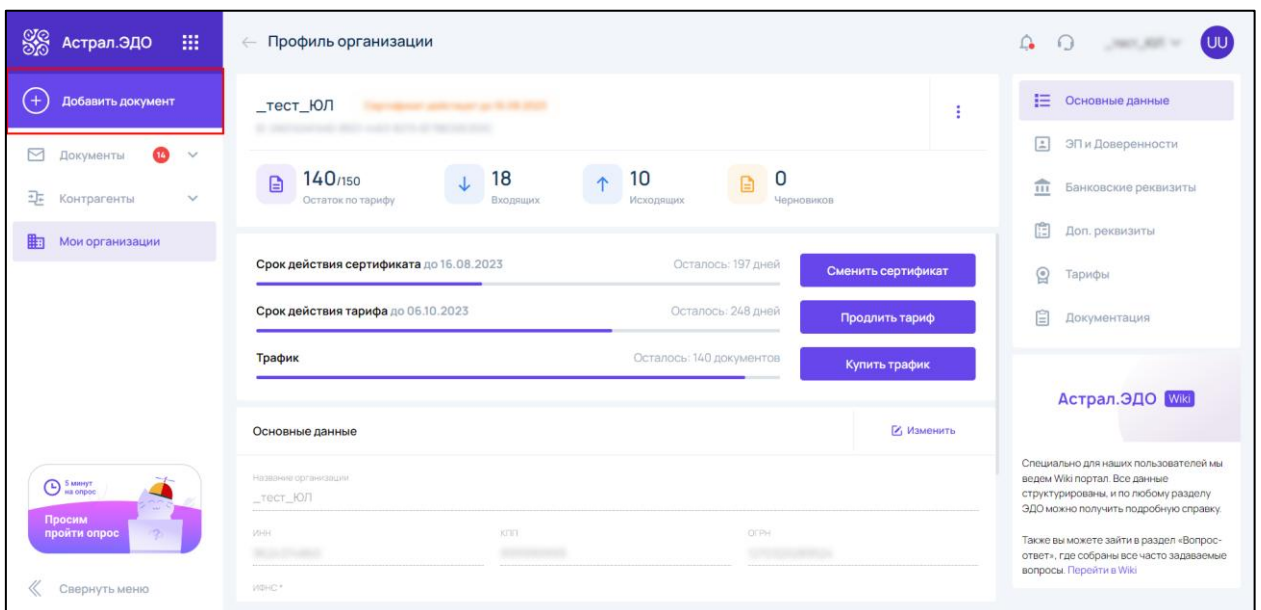 Астрал.ЭДО
Добавить документ
Документы
14
Контрагенты
Мои организации
5 минут
на опрос
Просим
пройти опрос
?
Свернуть меню
← Профиль организации
UU
_тест_ЮЛ
140/150
Остаток по тарифу
18
Входящих
10
Исходящих
0
Черновиков
Срок действия сертификата до 16.08.2023
Осталось: 197 дней
Сменить сертификат
Срок действия тарифа до 06.10.2023
Осталось: 248 дней
Продлить тариф
Трафик
Осталось: 140 документов
Купить трафик
Основные данные
Изменить
Название организации
_тест_ЮЛ
ИНН
КПП
ОГРН
ИФНС *
Основные данные
ЭП и Доверенности
Банковские реквизиты
Доп. реквизиты
Тарифы
Документация
Астрал.ЭДО Wiki
Специально для наших пользователей мы
ведем Wiki портал. Все данные
структурированы, и по любому разделу
ЭДО можно получить подробную справку.
Также вы можете зайти в раздел «Вопрос-
ответ», где собраны все часто задаваемые
вопросы. Перейти в Wiki